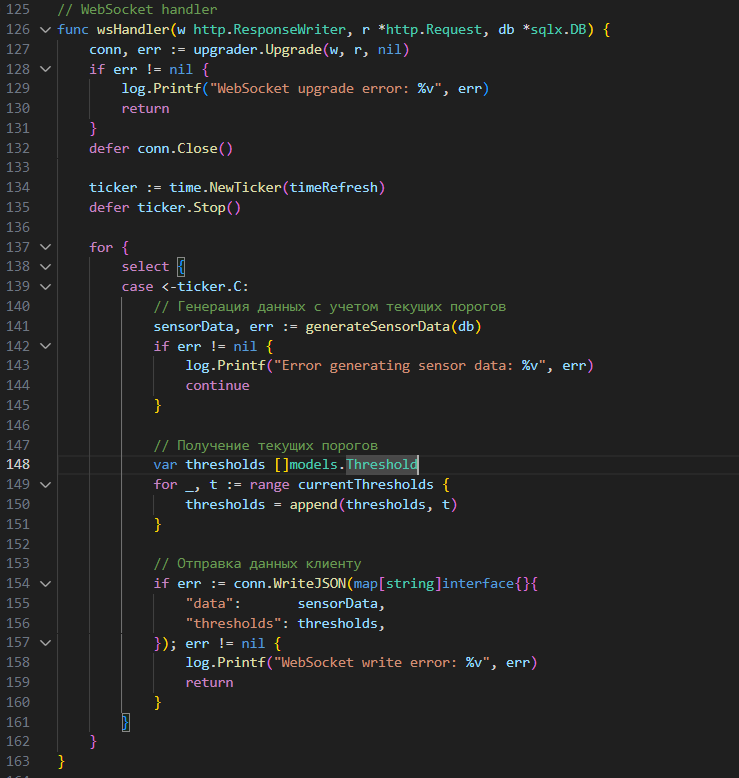 125 // WebSocket handler
126 func wsHandler(w http.ResponseWriter, r *http.Request, db *sqlx.DB) {
127     conn, err := upgrader.Upgrade(w, r, nil)
128     if err != nil {
129         log.Printf("WebSocket upgrade error: %v", err)
130         return
131     }
132     defer conn.Close()
133
134     ticker := time.NewTicker(timeRefresh)
135     defer ticker.Stop()
136
137     for {
138         select {
139         case <-ticker.C:
140             // Генерация данных с учетом текущих порогов
141             sensorData, err := generateSensorData(db)
142             if err != nil {
143                 log.Printf("Error generating sensor data: %v", err)
144                 continue
145             }
146
147             // Получение текущих порогов
148             var thresholds []models.Threshold
149             for _, t := range currentThresholds {
150                 thresholds = append(thresholds, t)
151             }
152
153             // Отправка данных клиенту
154             if err := conn.WriteJSON(map[string]interface{}{
155                 "data":       sensorData,
156                 "thresholds": thresholds,
157             }); err != nil {
158                 log.Printf("WebSocket write error: %v", err)
159                 return
160             }
161         }
162     }
163 }